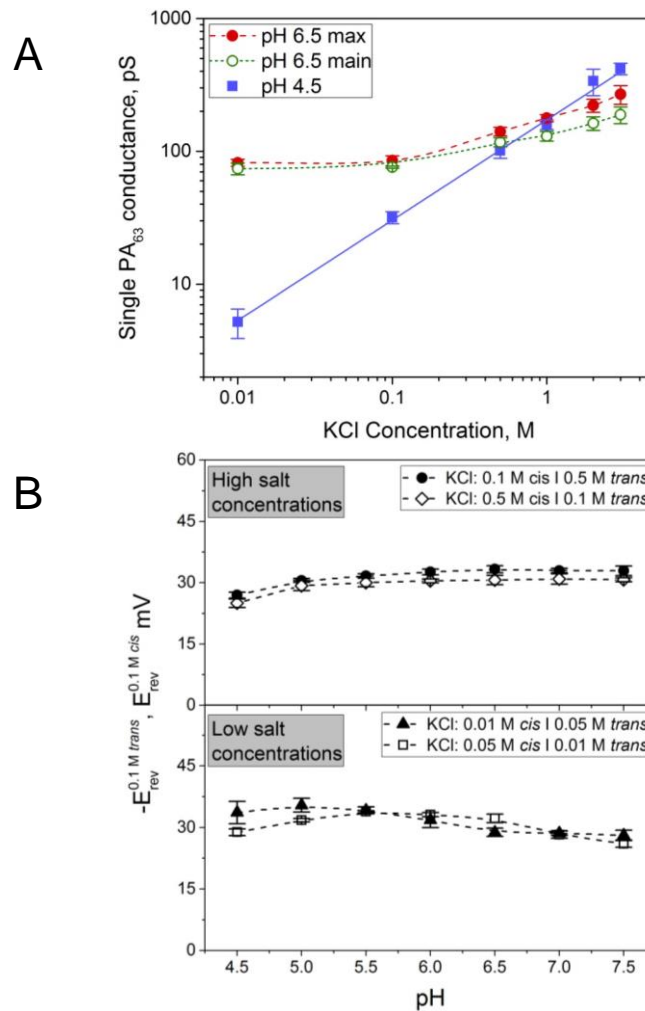 A
1000
100
10
Single PA63 conductance, pS
pH 6.5 max
pH 6.5 main
pH 4.5
0.01 0.1 1
KCl Concentration, M
B
60
45
30
15
0
High salt
concentrations
KCl: 0.1 M cis I 0.5 M trans
KCl: 0.5 M cis I 0.1 M trans
-E rev 0.1 M trans, E rev 0.1 M cis mV
45
30
15
0
Low salt
concentrations
KCl: 0.01 M cis I 0.05 M trans
KCl: 0.05 M cis I 0.01 M trans
4.5 5.0 5.5 6.0 6.5 7.0 7.5
pH